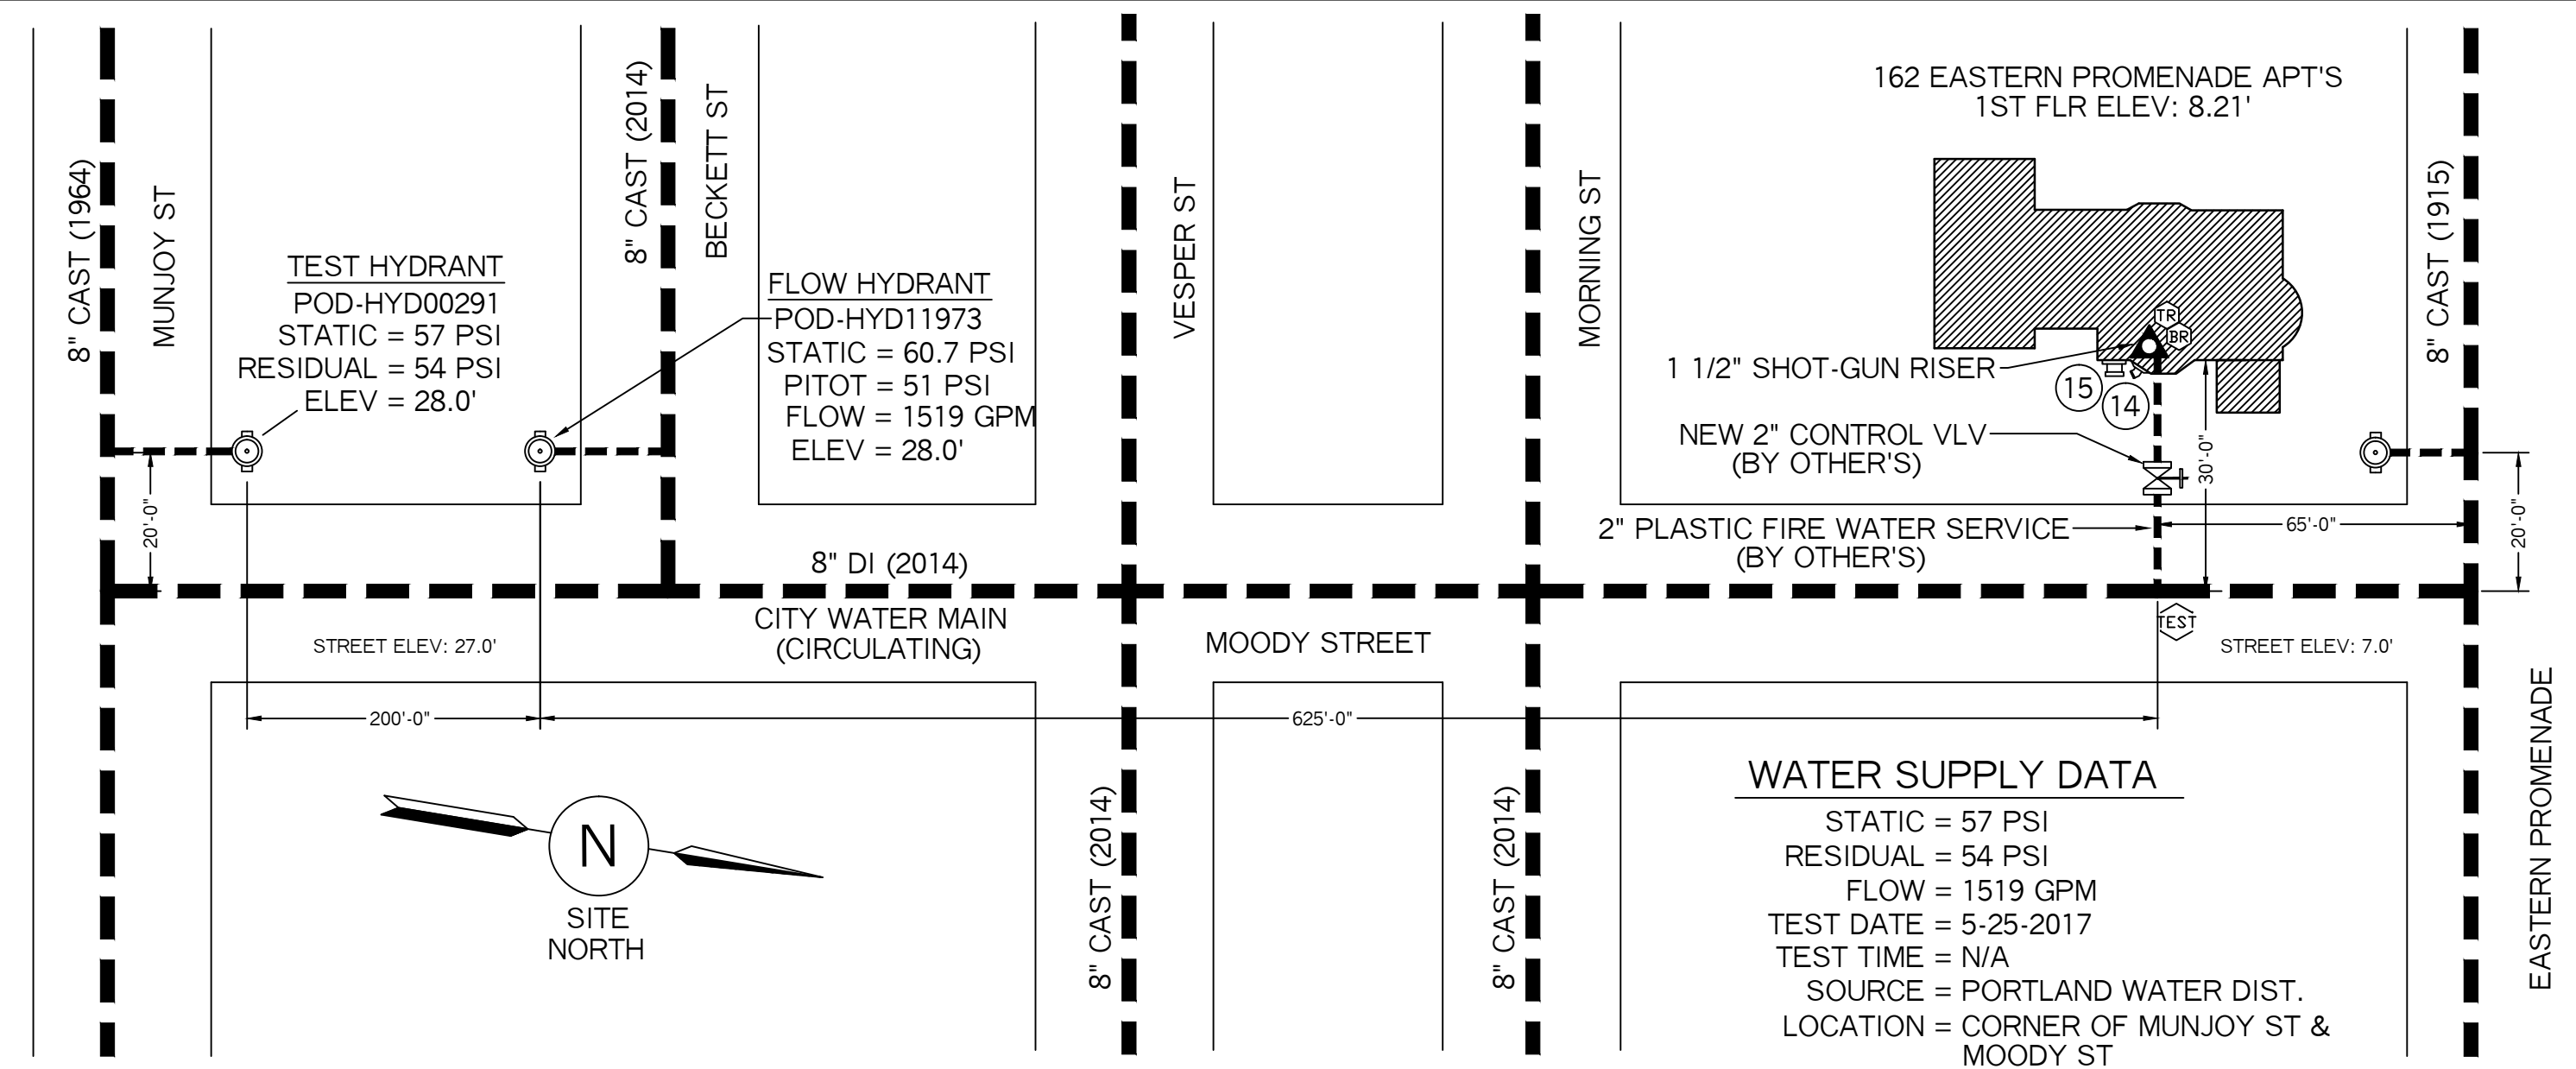 162 EASTERN PROMENADE APT'S
1ST FLR ELEV: 8.21'
8" CAST (1964)
MUNJOY ST
TEST HYDRANT
POD-HYD00291
STATIC = 57 PSI
RESIDUAL = 54 PSI
ELEV = 28.0'
8" CAST (2014)
BECKETT ST
FLOW HYDRANT
POD-HYD11973
STATIC = 60.7 PSI
PITOT = 51 PSI
FLOW = 1519 GPM
ELEV = 28.0'
VESPER ST
MORNING ST
TR
BR
1 1/2" SHOT-GUN RISER
15
14
NEW 2" CONTROL VLV
(BY OTHER'S)
30'-0"
8" CAST (1915)
20'-0"
2" PLASTIC FIRE WATER SERVICE
(BY OTHER'S)
65'-0"
20'-0"
8" DI (2014)
CITY WATER MAIN
(CIRCULATING)
STREET ELEV: 27.0'
MOODY STREET
TEST
STREET ELEV: 7.0'
200'-0"
625'-0"
N
SITE
NORTH
8" CAST (2014)
8" CAST (2014)
WATER SUPPLY DATA
STATIC = 57 PSI
RESIDUAL = 54 PSI
FLOW = 1519 GPM
TEST DATE = 5-25-2017
TEST TIME = N/A
SOURCE = PORTLAND WATER DIST.
LOCATION = CORNER OF MUNJOY ST &
MOODY ST
EASTERN PROMENADE